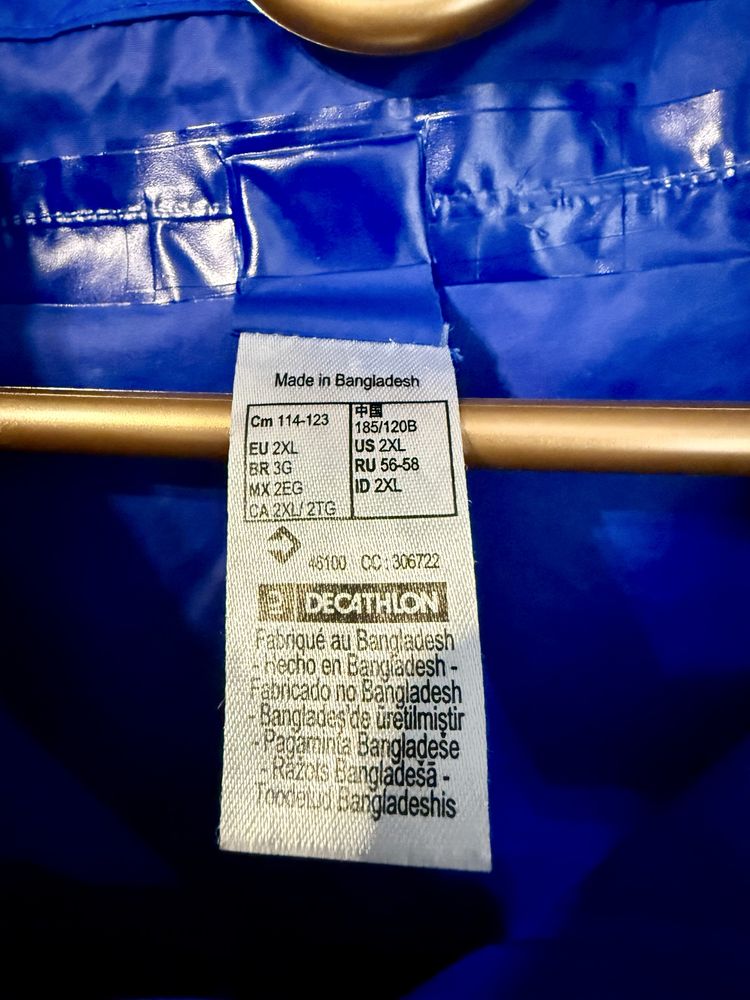 Made in Bangladesh
Cm 114-123
EU 2XL
BR 3G
MX 2EG
CA 2XL/ 2TG
中国
185/120B
US 2XL
RU 56-58
ID 2XL
46100 CC : 306722
DECATHLON
Fabriqué au Bangladesh
- Hecho en Bangladesh -
Fabricado no Bangladesh
- Bangladeş'de üretilmiştir
- Pagaminta Bangladeše
- Ražots Bangladešā -
Toodetud Bangladeshis